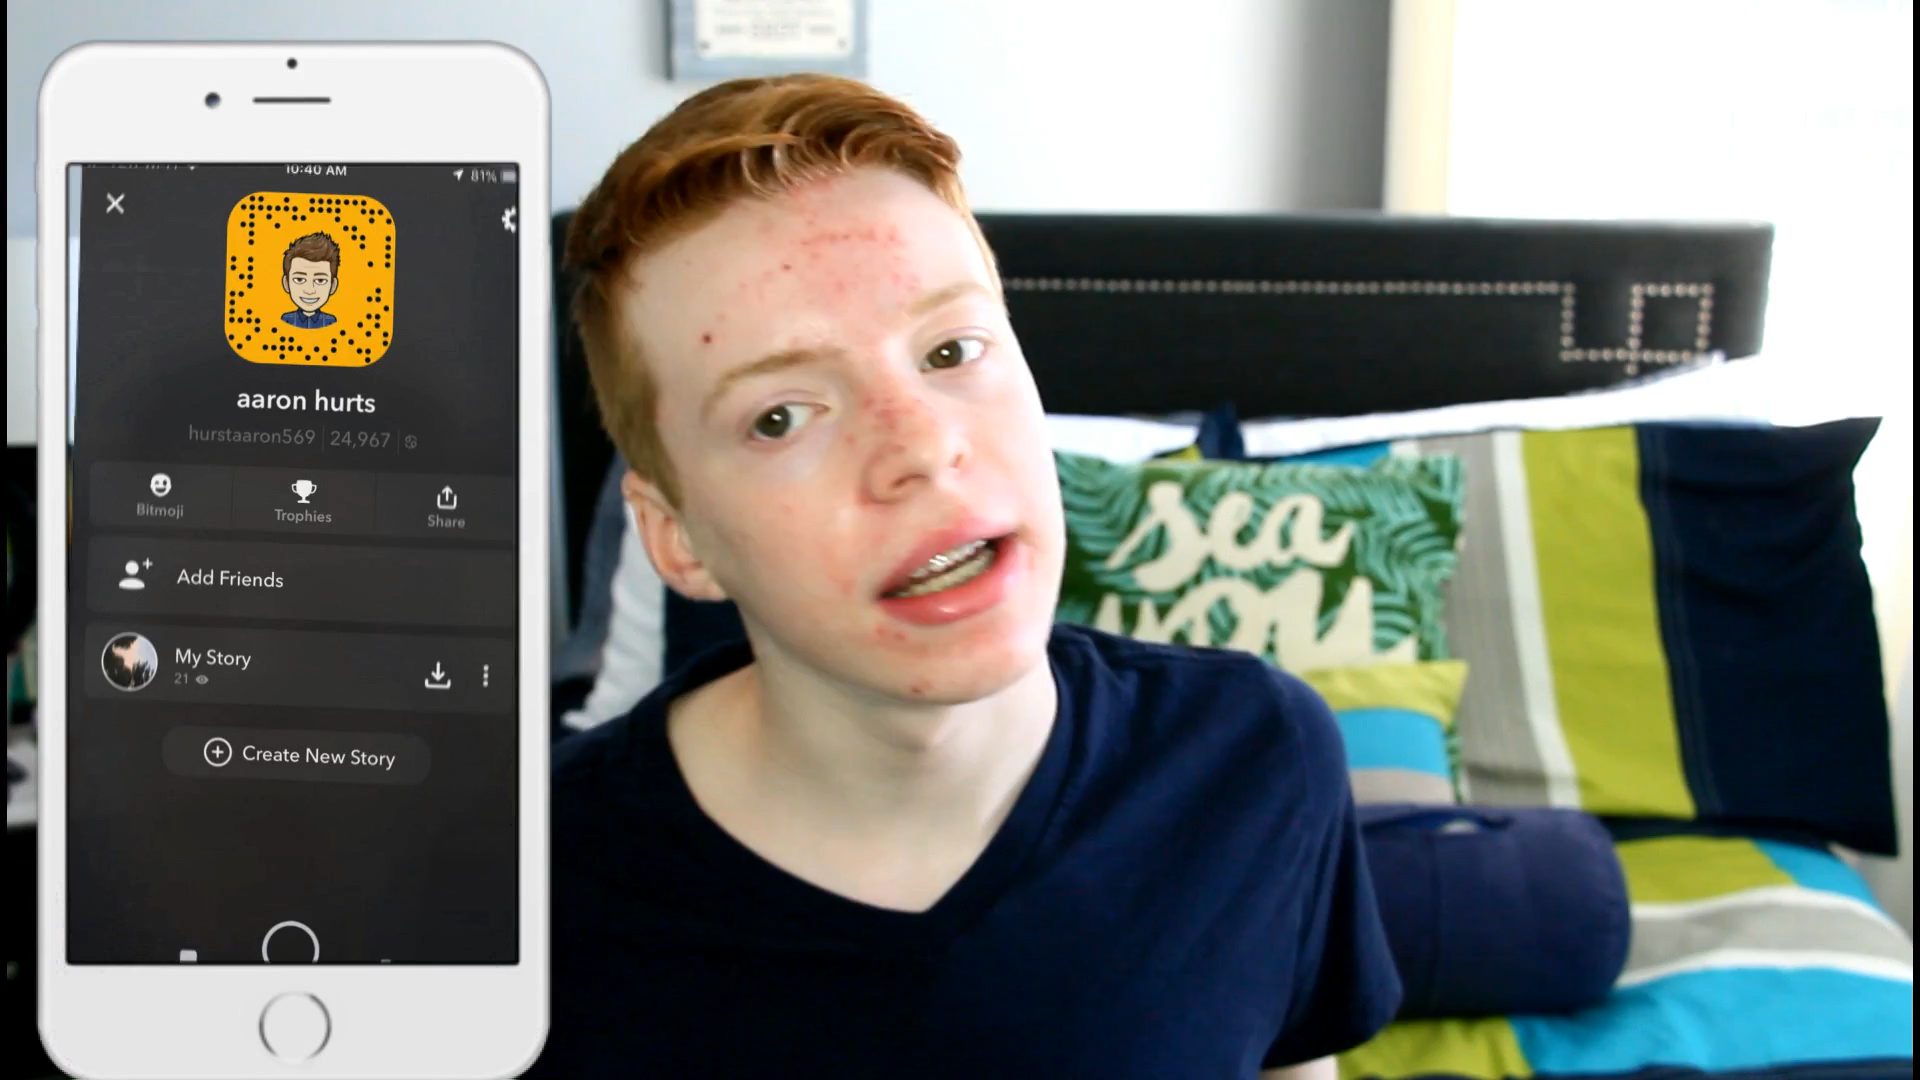 10:40 AM
81%
aaron hurts
hurstaaron569 24,967
Bitmoji Trophies Share
Add Friends
My Story
21
Create New Story
sea
you